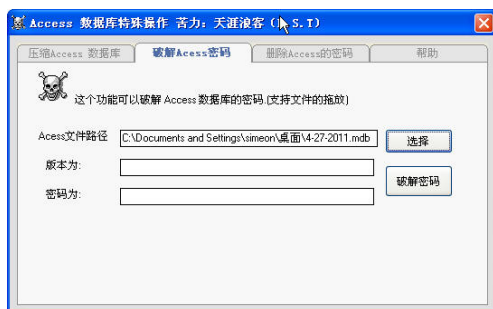 Access 数据库特殊操作 苦力：天涯浪客（I.S.T）
压缩Access 数据库 破解Acess密码 删除Access的密码 帮助
这个功能可以破解 Access 数据库的密码.(支持文件的拖放)
Acess文件路径 C:\Documents and Settings\simeon\桌面\4-27-2011.mdb 选择
版本为:
破解密码
密码为: